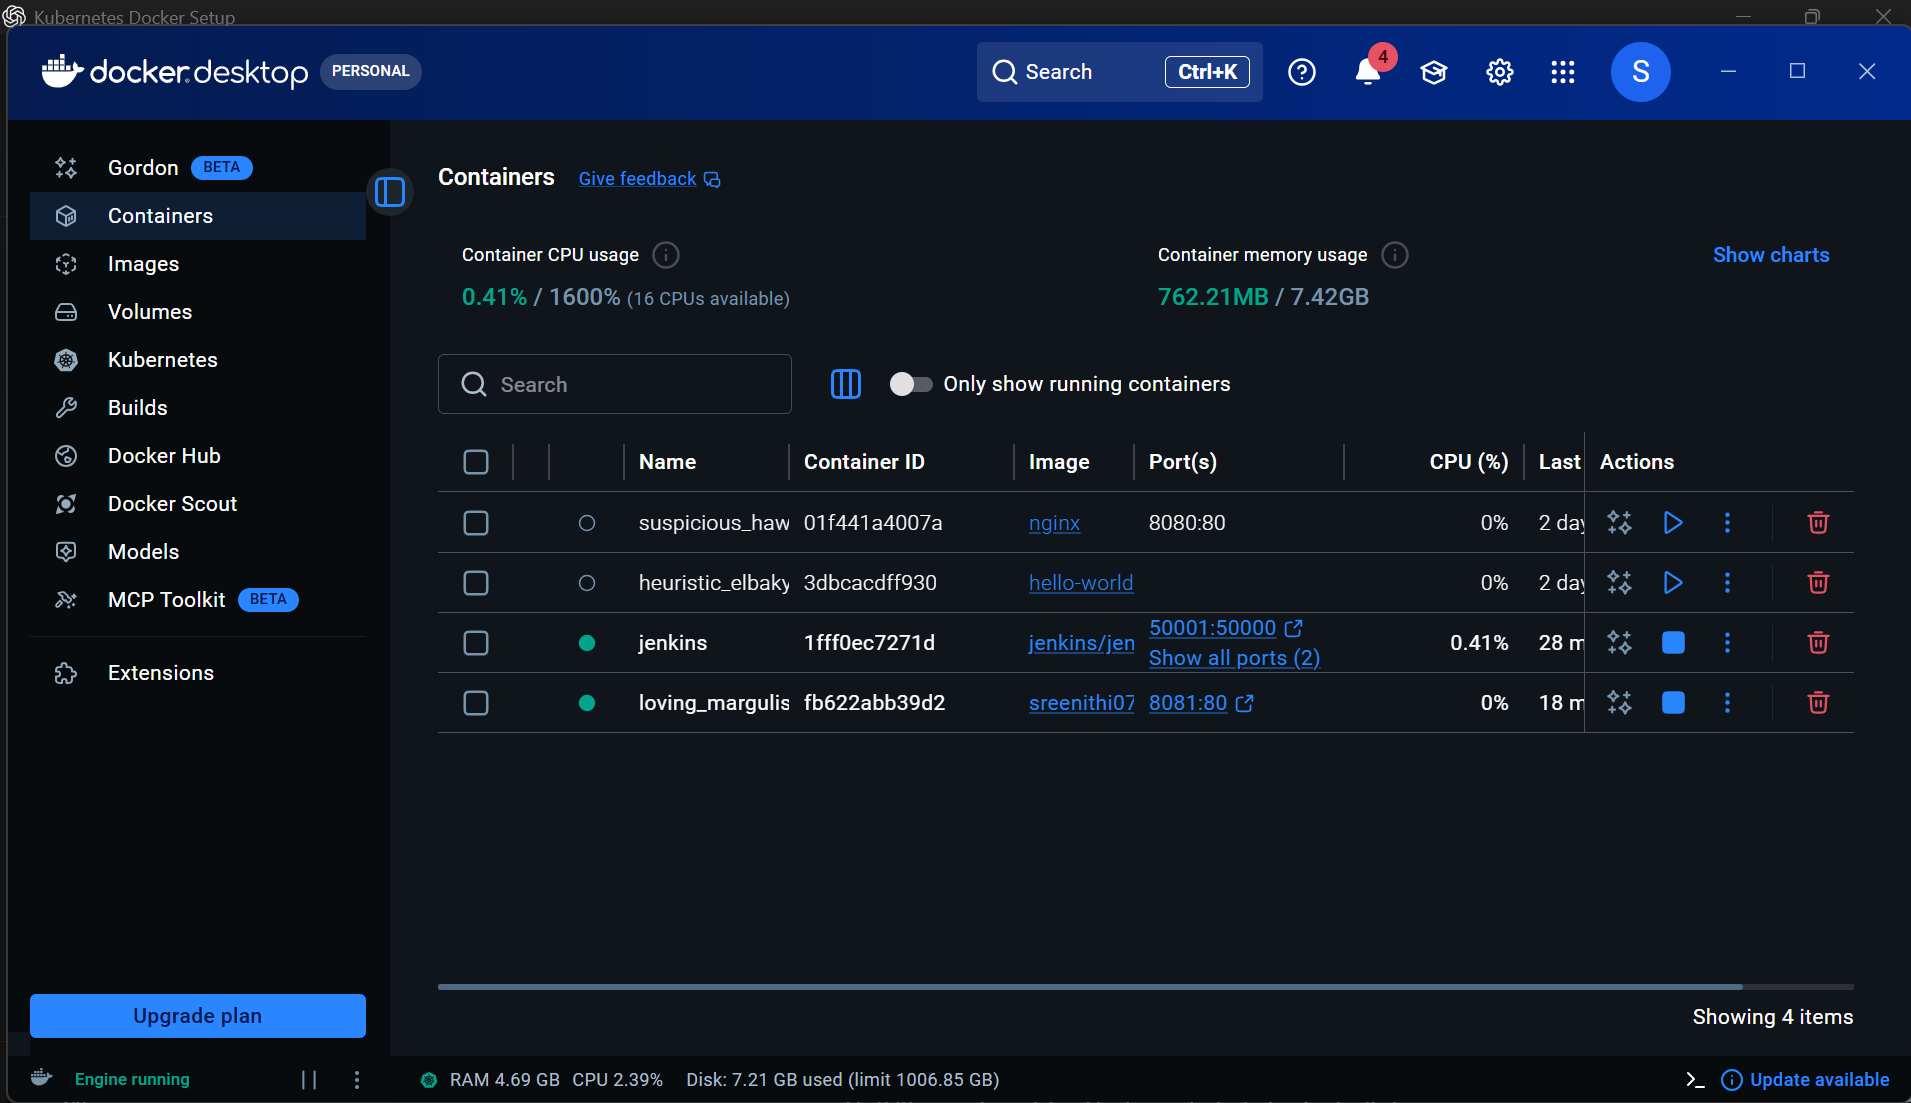 Kubernetes Docker Setup
docker desktop PERSONAL
Search Ctrl+K
4
S
Gordon BETA
Containers
Images
Volumes
Kubernetes
Builds
Docker Hub
Docker Scout
Models
MCP Toolkit BETA
Extensions
Upgrade plan
Containers Give feedback
Container CPU usage
0.41% / 1600% (16 CPUs available)
Container memory usage
762.21MB / 7.42GB
Show charts
Search
Only show running containers
Name Container ID Image Port(s) CPU (%) Last Actions
suspicious_haw 01f441a4007a nginx 8080:80 0% 2 day
heuristic_elbaky 3dbcacdff930 hello-world 0% 2 day
jenkins 1fff0ec7271d jenkins/jen 50001:50000 0.41% 28 m
Show all ports (2)
loving_margulis fb622abb39d2 sreenithi07 8081:80 0% 18 m
Showing 4 items
Engine running
RAM 4.69 GB CPU 2.39% Disk: 7.21 GB used (limit 1006.85 GB)
Update available